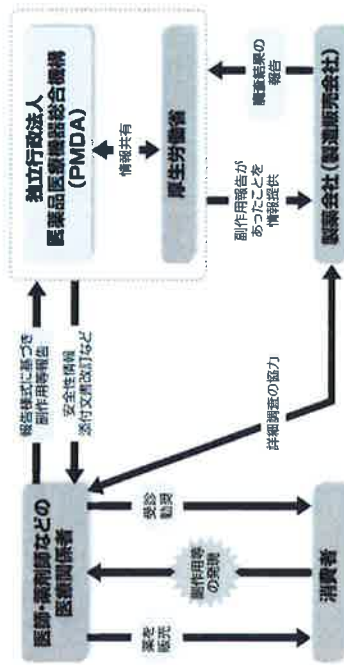 医師・薬剤師などの
医療関係者
報告様式に基づき
副作用等報告
安全性情報
添付文書改訂など
独立行政法人
医薬品医療機器総合機構
(PMDA)
情報共有
厚生労働省
薬を
販売
副作用等
の発現
受診
勧奨
詳細調査の協力
副作用報告が
あったことを
情報提供
調査結果の
報告
消費者
製薬会社(製造販売会社)